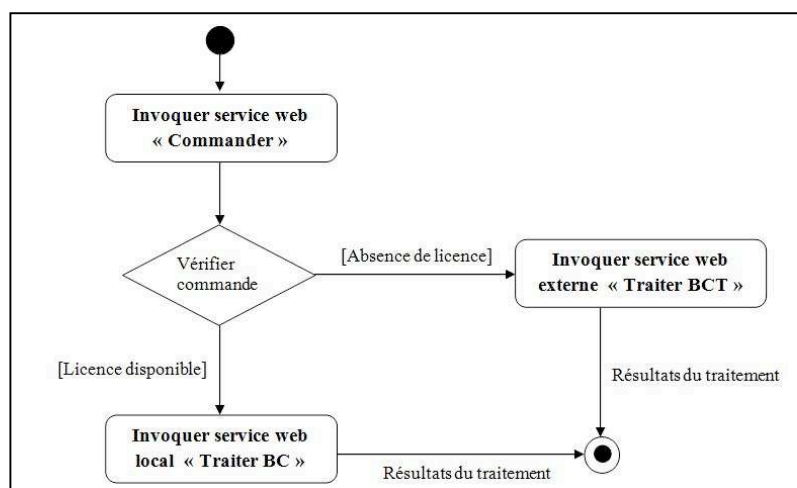 Invoquer service web
« Commander »
Vérifier
commande
[Absence de licence]
Invoquer service web
externe « Traiter BCT »
[Licence disponible]
Résultats du traitement
Invoquer service web
local « Traiter BC »
Résultats du traitement